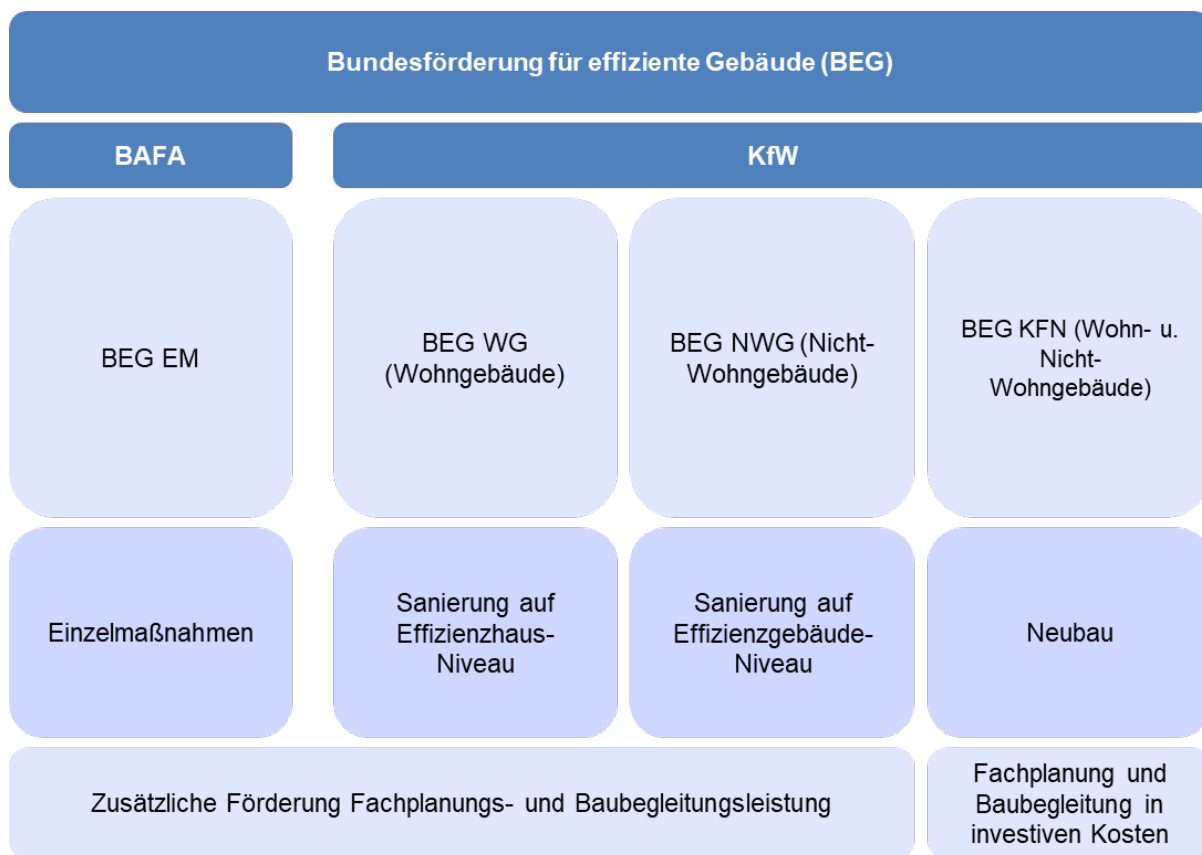 Bundesförderung für effiziente Gebäude (BEG)
BAFA
KfW
BEG EM
BEG WG
(Wohngebäude)
BEG NWG (Nicht-
Wohngebäude)
BEG KFN (Wohn- u.
Nicht-
Wohngebäude)
Einzelmaßnahmen
Sanierung auf
Effizienzhaus-
Niveau
Sanierung auf
Effizienzgebäude-
Niveau
Neubau
Zusätzliche Förderung Fachplanungs- und Baubegleitungsleistung
Fachplanung und
Baubegleitung in
investiven Kosten